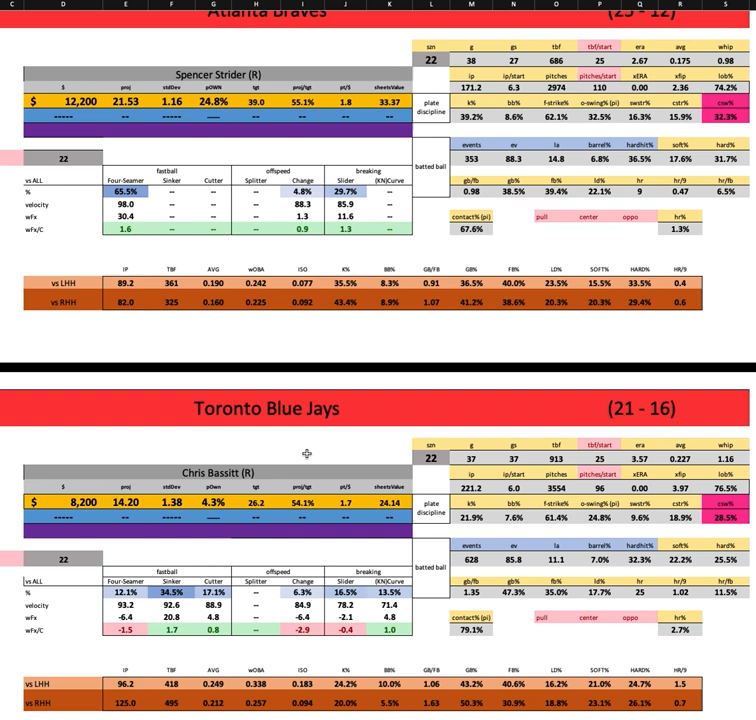 C D E F G H I J K L M N O P Q R S
Atlanta Braves (25 - 12)
szn g gs tbf tbf/start era avg whip
22 38 27 686 25 2.67 0.175 0.98
Spencer Strider (R) ip ip/start pitches pitches/start xERA xfip lob%
171.2 6.3 2974 110 0.00 2.36 74.2%
$ proj stdDev pOWN tgt proj/tgt pt/$ sheetsValue
$ 12,200 21.53 1.16 24.8% 39.0 55.1% 1.8 33.37
plate discipline k% bb% f-strike% o-swing% (pi) swstr% cstr% csw%
----- -- -- ---- -- -- -- --
39.2% 8.6% 62.1% 32.5% 16.3% 15.9% 32.3%
events ev la barrel% hardhit% soft% hard%
22 batted ball 353 88.3 14.8 6.8% 36.5% 17.6% 31.7%
fastball offspeed breaking
vs ALL Four-Seamer Sinker Cutter Splitter Change Slider (KN)Curve
gb/fb gb% fb% ld% hr hr/9 hr/fb
% 65.5% -- -- -- 4.8% 29.7% --
0.98 38.5% 39.4% 22.1% 9 0.47 6.5%
velocity 98.0 -- -- -- 88.3 85.9 --
wFx 30.4 -- -- -- 1.3 11.6 --
contact% (pi) pull center oppo hr%
wFx/C 1.6 -- -- -- 0.9 1.3 --
67.6% 1.3%
IP TBF AVG wOBA ISO K% BB% GB/FB GB% FB% LD% SOFT% HARD% HR/9
vs LHH 89.2 361 0.190 0.242 0.077 35.5% 8.3% 0.91 36.5% 40.0% 23.5% 15.5% 33.5% 0.4
vs RHH 82.0 325 0.160 0.225 0.092 43.4% 8.9% 1.07 41.2% 38.6% 20.3% 20.3% 29.4% 0.6
Toronto Blue Jays (21 - 16)
szn g gs tbf tbf/start era avg whip
22 37 37 913 25 3.57 0.227 1.16
Chris Bassitt (R) ip ip/start pitches pitches/start xERA xfip lob%
221.2 6.0 3554 96 0.00 3.97 76.5%
$ proj stdDev pOwn tgt proj/tgt pt/$ sheetsValue
$ 8,200 14.20 1.38 4.3% 26.2 54.1% 1.7 24.14
plate discipline k% bb% f-strike% o-swing% (pi) swstr% cstr% csw%
----- -- -- ---- -- -- -- --
21.9% 7.6% 61.4% 24.8% 9.6% 18.9% 28.5%
events ev la barrel% hardhit% soft% hard%
22 batted ball 628 85.8 11.1 7.0% 32.3% 22.2% 25.5%
fastball offspeed breaking
vs ALL Four-Seamer Sinker Cutter Splitter Change Slider (KN)Curve
gb/fb gb% fb% ld% hr hr/9 hr/fb
% 12.1% 34.5% 17.1% -- 6.3% 16.5% 13.5%
1.35 47.3% 35.0% 17.7% 25 1.02 11.5%
velocity 93.2 92.6 88.9 -- 84.9 78.2 71.4
wFx -6.4 20.8 4.8 -- -6.4 -2.1 4.8
contact% (pi) pull center oppo hr%
wFx/C -1.5 1.7 0.8 -- -2.9 -0.4 1.0
79.1% 2.7%
IP TBF AVG wOBA ISO K% BB% GB/FB GB% FB% LD% SOFT% HARD% HR/9
vs LHH 96.2 418 0.249 0.338 0.183 24.2% 10.0% 1.06 43.2% 40.6% 16.2% 21.0% 24.7% 1.5
vs RHH 125.0 495 0.212 0.257 0.094 20.0% 5.5% 1.63 50.3% 30.9% 18.8% 23.1% 26.1% 0.7